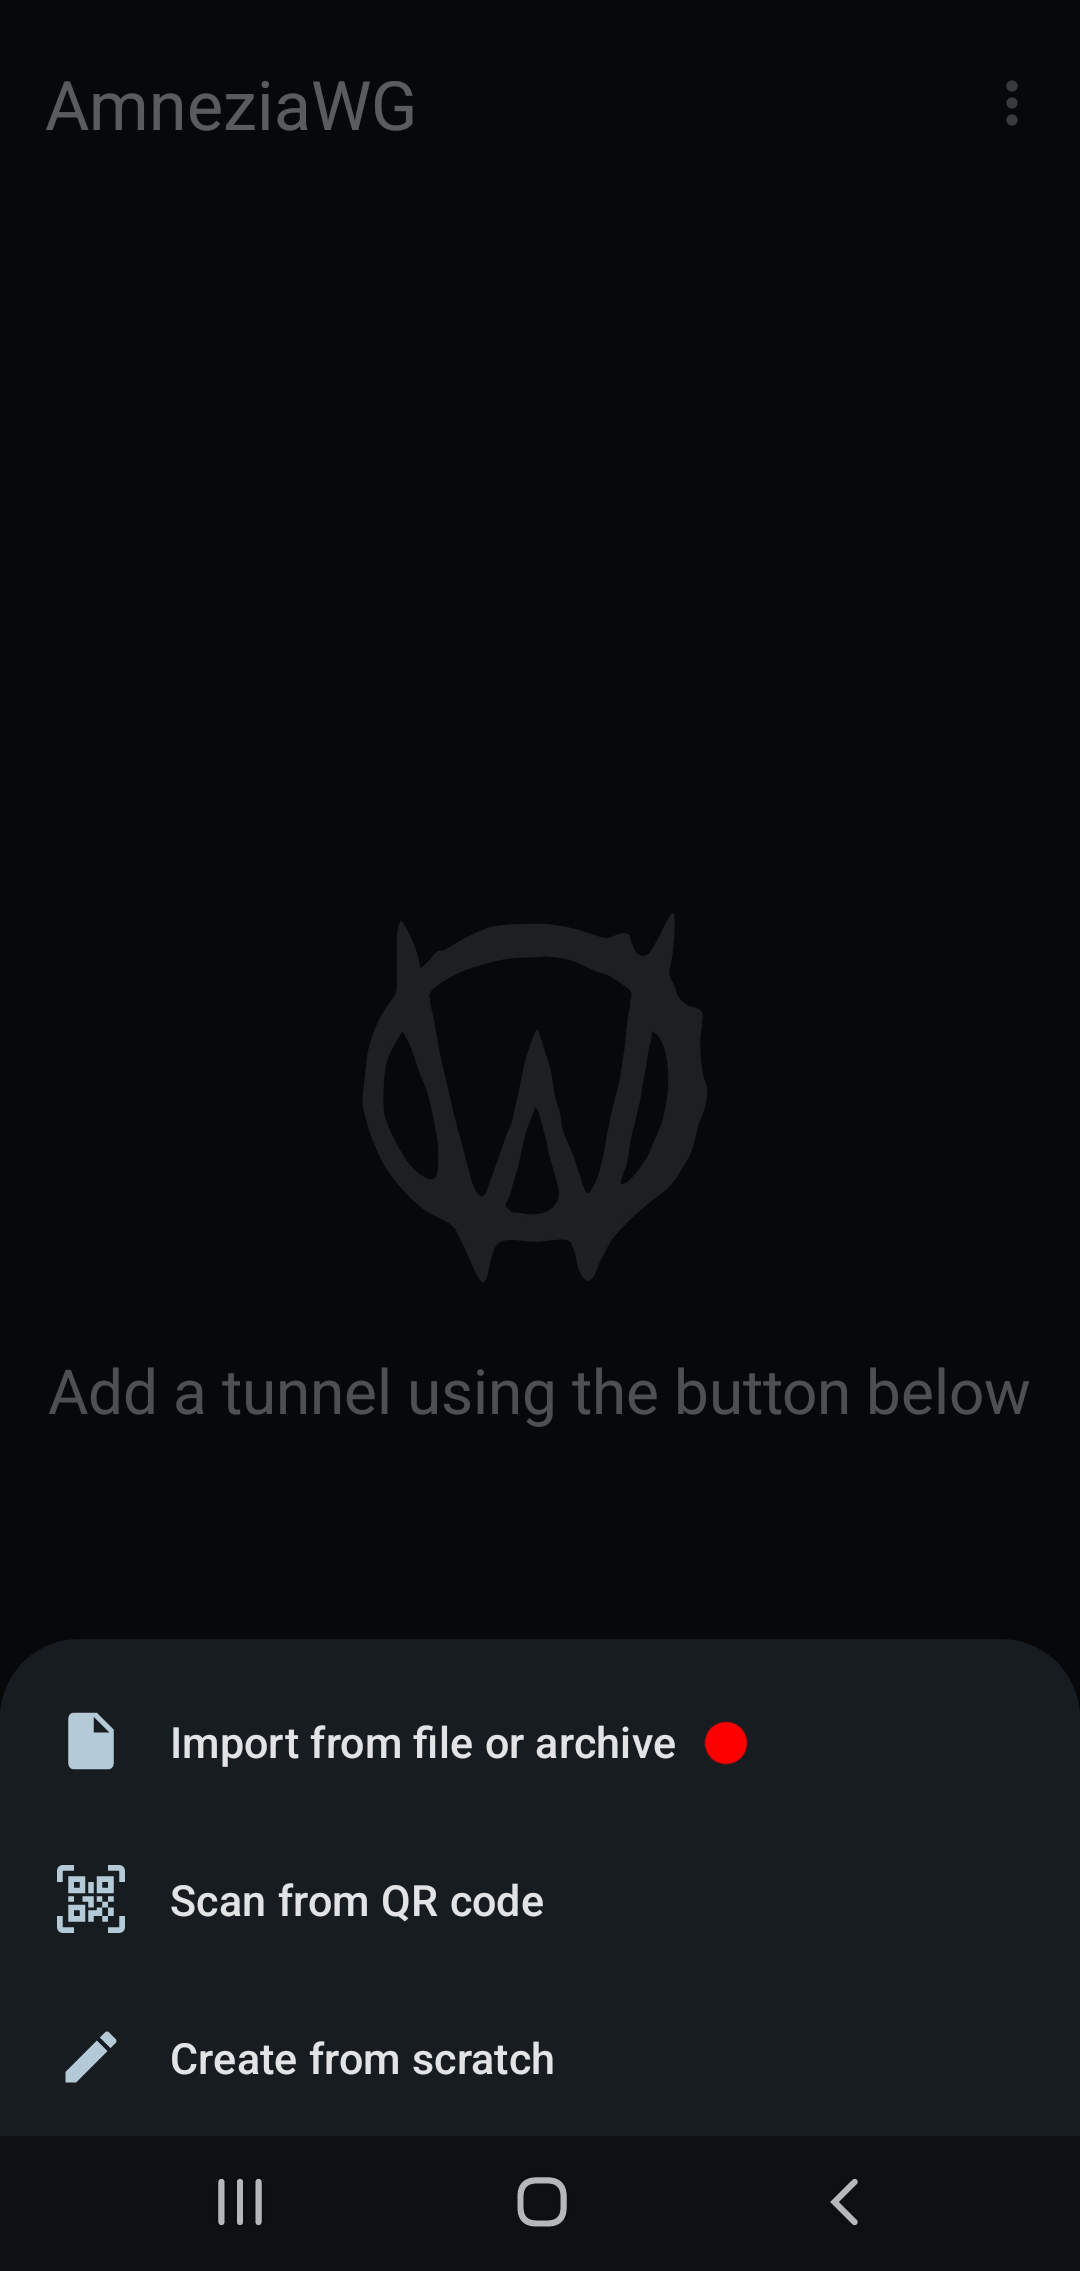 AmneziaWG
Add a tunnel using the button below
Import from file or archive
Scan from QR code
Create from scratch